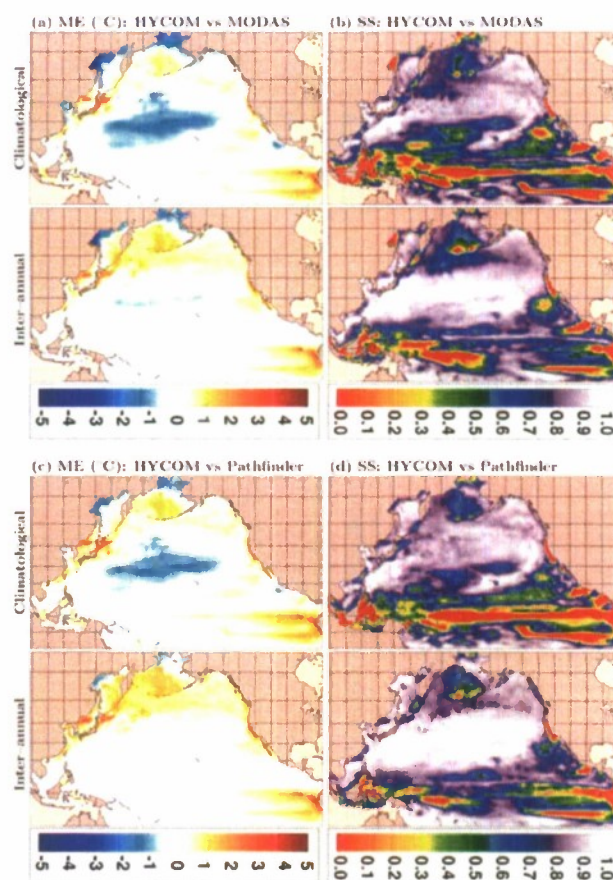 (a) ME ( C): HYCOM vs MODAS
(b) SS: HYCOM vs MODAS
Climatological
Inter-annual
-5 -4 -3 -2 -1 0 1 2 3 4 5
0.0 0.1 0.2 0.3 0.4 0.5 0.6 0.7 0.8 0.9 1.0
(c) ME ( C): HYCOM vs Pathfinder
(d) SS: HYCOM vs Pathfinder
Climatological
Inter-annual
-5 -4 -3 -2 -1 0 1 2 3 4 5
0.0 0.1 0.2 0.3 0.4 0.5 0.6 0.7 0.8 0.9 1.0